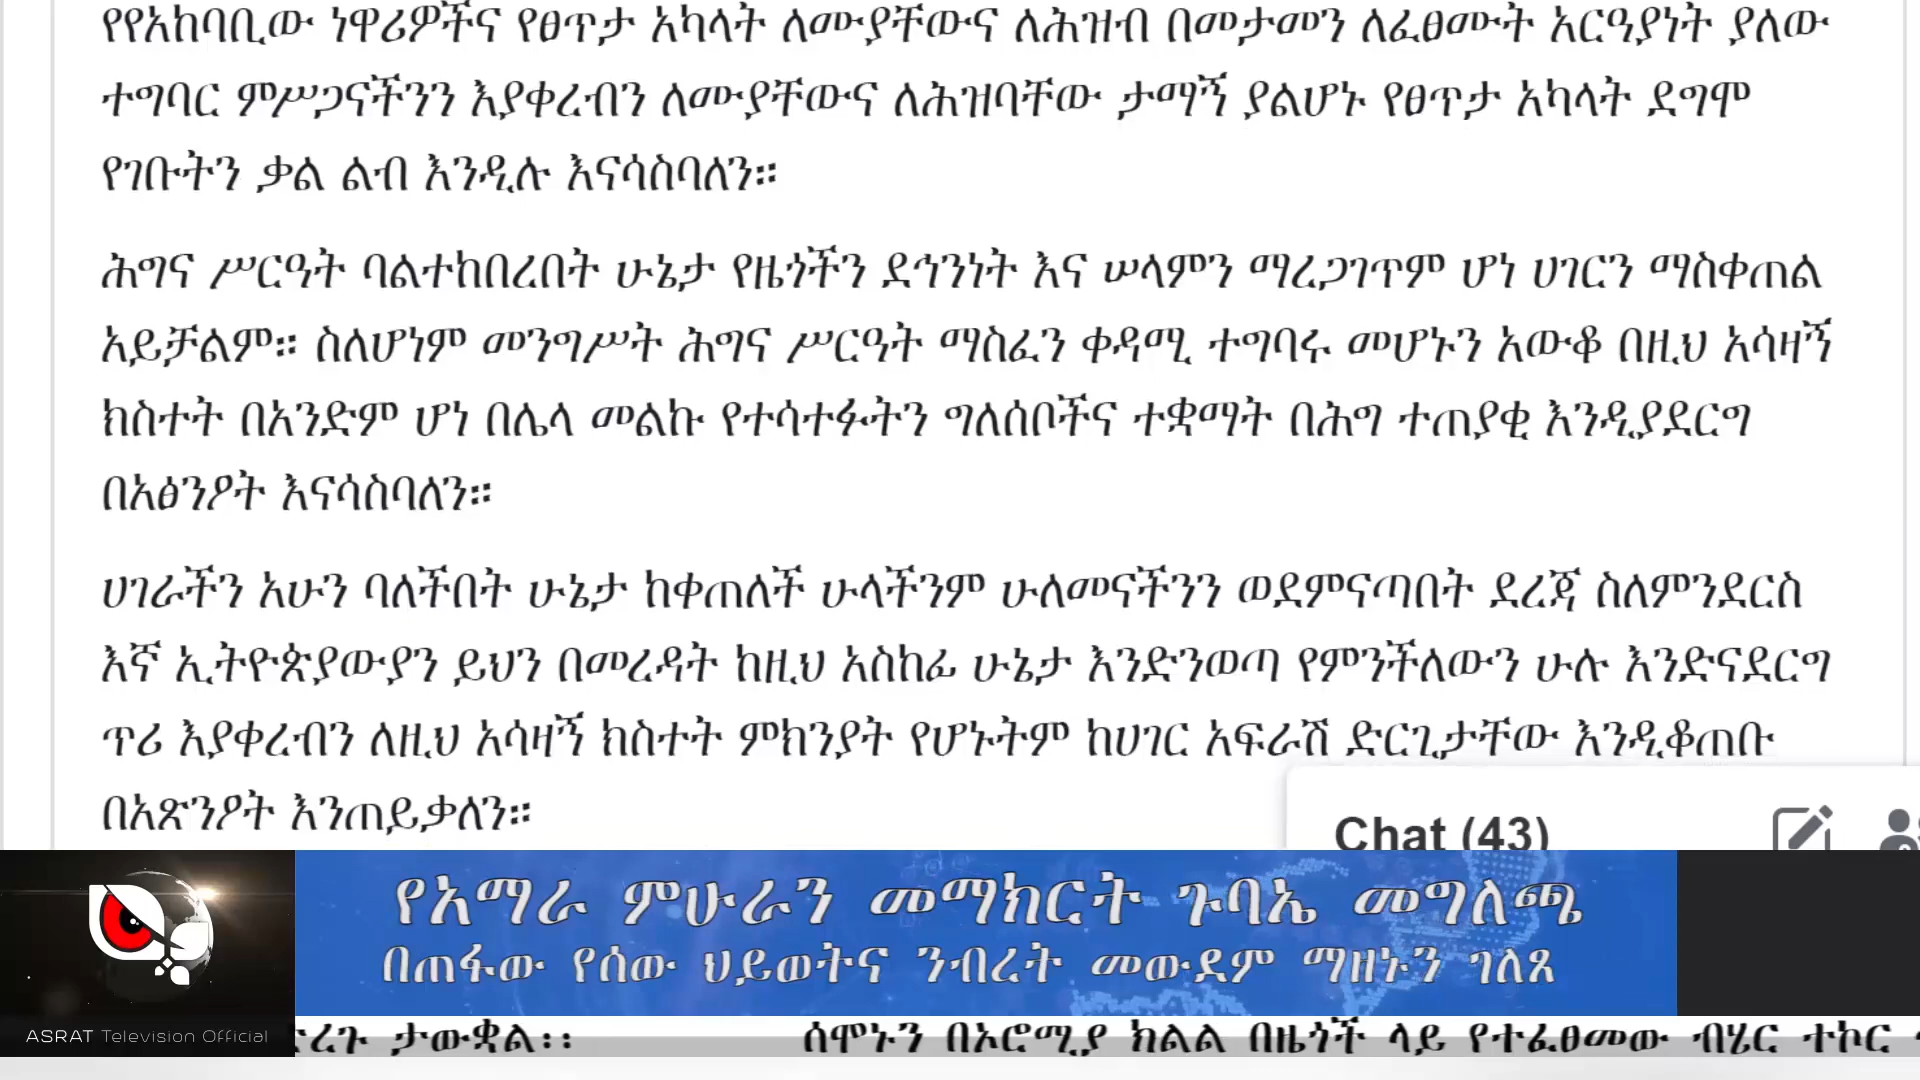 የየአከባቢው ነዋሪዎችና የፀጥታ አካላት ለሙያቸውና ለሕዝብ በመታመን ለፈፀሙት አርዓያነት ያለው
ተግባር ምሥጋናችንን እያቀረብን ለሙያቸውና ለሕዝባቸው ታማኝ ያልሆኑ የፀጥታ አካላት ደግሞ
የገቡትን ቃል ልብ እንዲሉ እናሳስባለን።
ሕግና ሥርዓት ባልተከበረበት ሁኔታ የዜጎችን ደኅንነት እና ሠላምን ማረጋገጥም ሆነ ሀገርን ማስቀጠል
አይቻልም። ስለሆነም መንግሥት ሕግና ሥርዓት ማስፈን ቀዳሚ ተግባሩ መሆኑን አውቆ በዚህ አሳዛኝ
ክስተት በአንድም ሆነ በሌላ መልኩ የተሳተፉትን ግለሰቦችና ተቋማት በሕግ ተጠያቂ እንዲያደርግ
በአፅንዖት እናሳስባለን።
ሀገራችን አሁን ባለችበት ሁኔታ ከቀጠለች ሁላችንም ሁለመናችንን ወደምናጣበት ደረጃ ስለምንደርስ
እኛ ኢትዮጵያውያን ይህን በመረዳት ከዚህ አስከፊ ሁኔታ እንድንወጣ የምንችለውን ሁሉ እንድናደርግ
ጥሪ እያቀረብን ለዚህ አሳዛኝ ክስተት ምክንያት የሆኑትም ከሀገር አፍራሽ ድርጊታቸው እንዲቆጠቡ
በአጽንዖት እንጠይቃለን።
Chat (43)
የአማራ ምሁራን መማክርት ጉባኤ መግለጫ
በጠፋው የሰው ህይወትና ንብረት መውደም ማዘኑን ገለጸ
ASRAT Television Official
ድረጉ ታውቋል፡፡ ሰሞኑን በኦሮሚያ ክልል በዜጎች ላይ የተፈፀመው ብሄር ተኮር